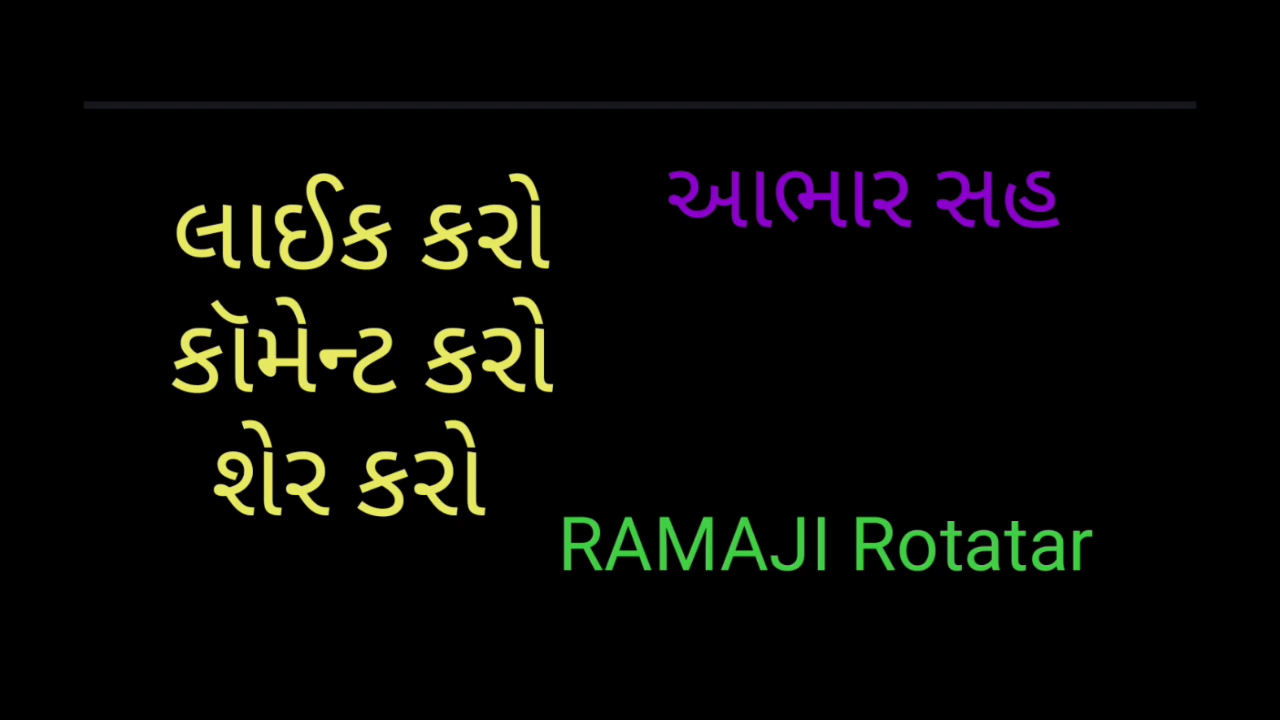 લાઈક કરો
કૉમેન્ટ કરો
શેર કરો
આભાર સહ
RAMAJI Rotatar